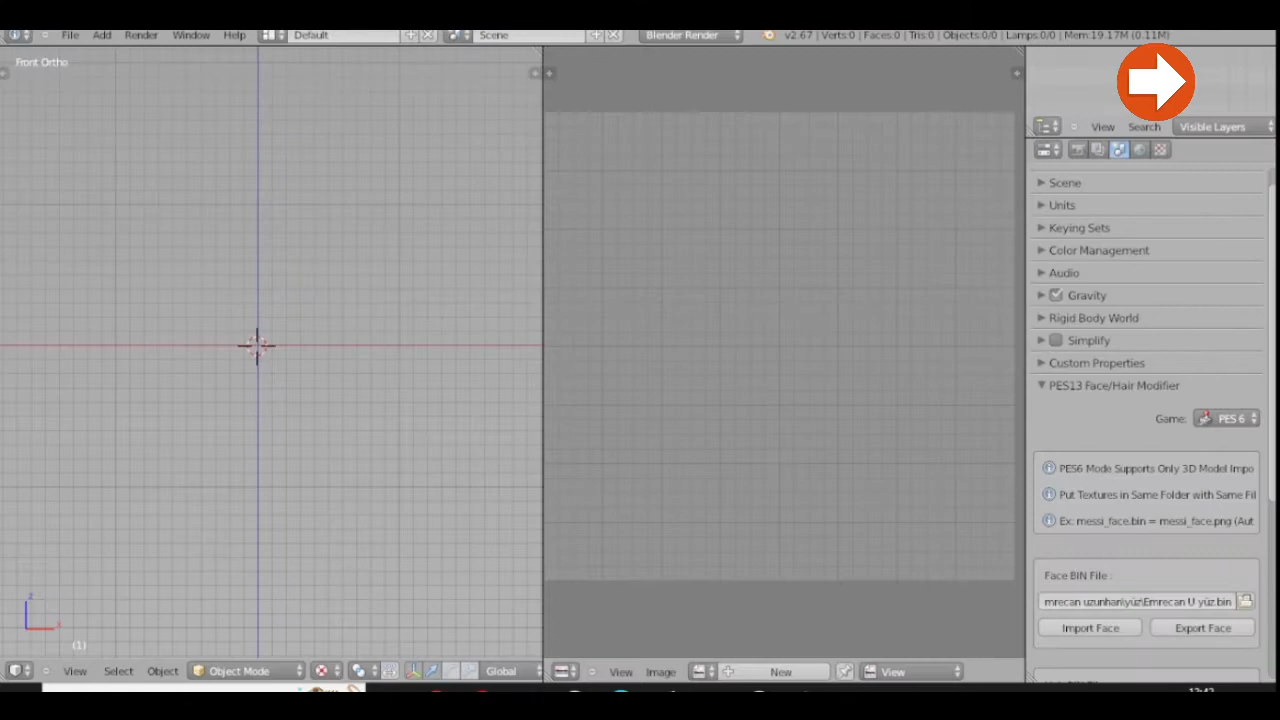 File Add Render Window Help Default Scene Blender Render v2.67 | Verts:0 | Faces:0 | Tris:0 | Objects:0/0 | Lamps:0/0 | Mem:19.17M (0.11M)
Front Ortho
View Search Visible Layers
Scene
Units
Keying Sets
Color Management
Audio
Gravity
Rigid Body World
Simplify
Custom Properties
PES13 Face/Hair Modifier
Game: PES 6
PES6 Mode Supports Only 3D Model Impo
Put Textures in Same Folder with Same Fil
Ex: messi_face.bin = messi_face.png (Aut
Face BIN File :
mrecan uzunhan\yüz\Emrecan U yüz.bin
Import Face Export Face
z
x
(1)
View Select Object Object Mode Global View Image New View